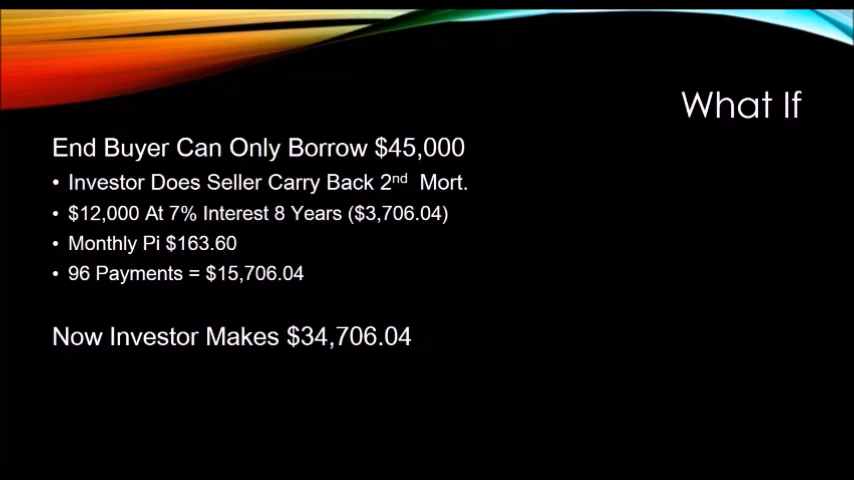 What If
End Buyer Can Only Borrow $45,000
• Investor Does Seller Carry Back 2nd Mort.
• $12,000 At 7% Interest 8 Years ($3,706.04)
• Monthly Pi $163.60
• 96 Payments = $15,706.04
Now Investor Makes $34,706.04